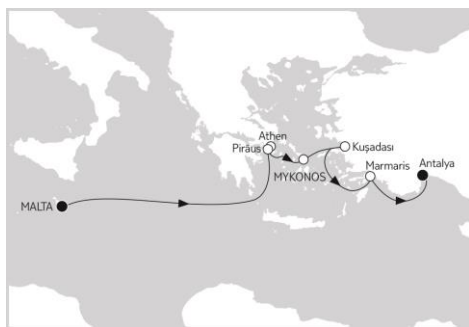 Athen
Piräus
Kuşadası
MYKONOS
Marmaris
Antalya
MALTA